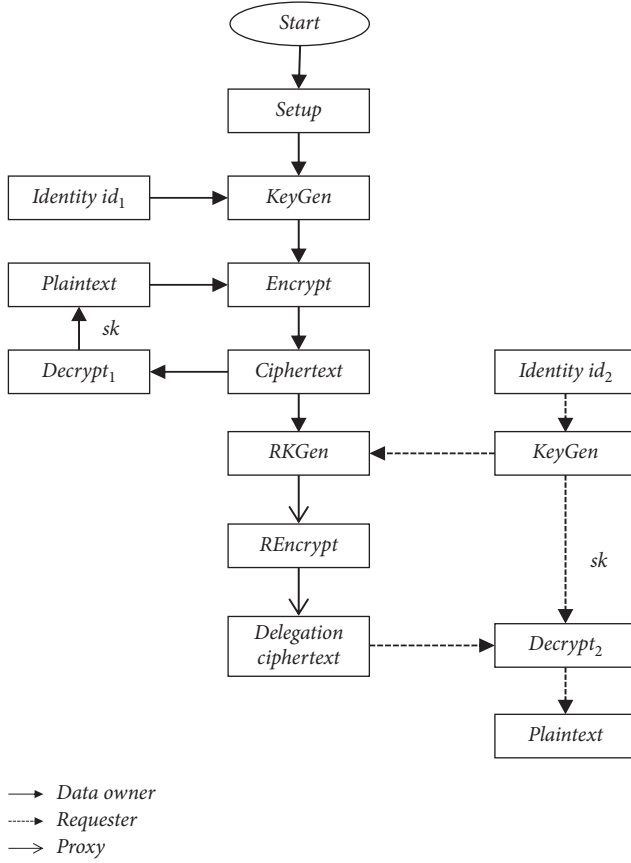 Start
Setup
Identity id₁
KeyGen
Plaintext
Encrypt
sk
Decrypt₁
Ciphertext
Identity id₂
RKGen
KeyGen
REncrypt
sk
Delegation
ciphertext
Decrypt₂
Plaintext
Data owner
Requester
Proxy